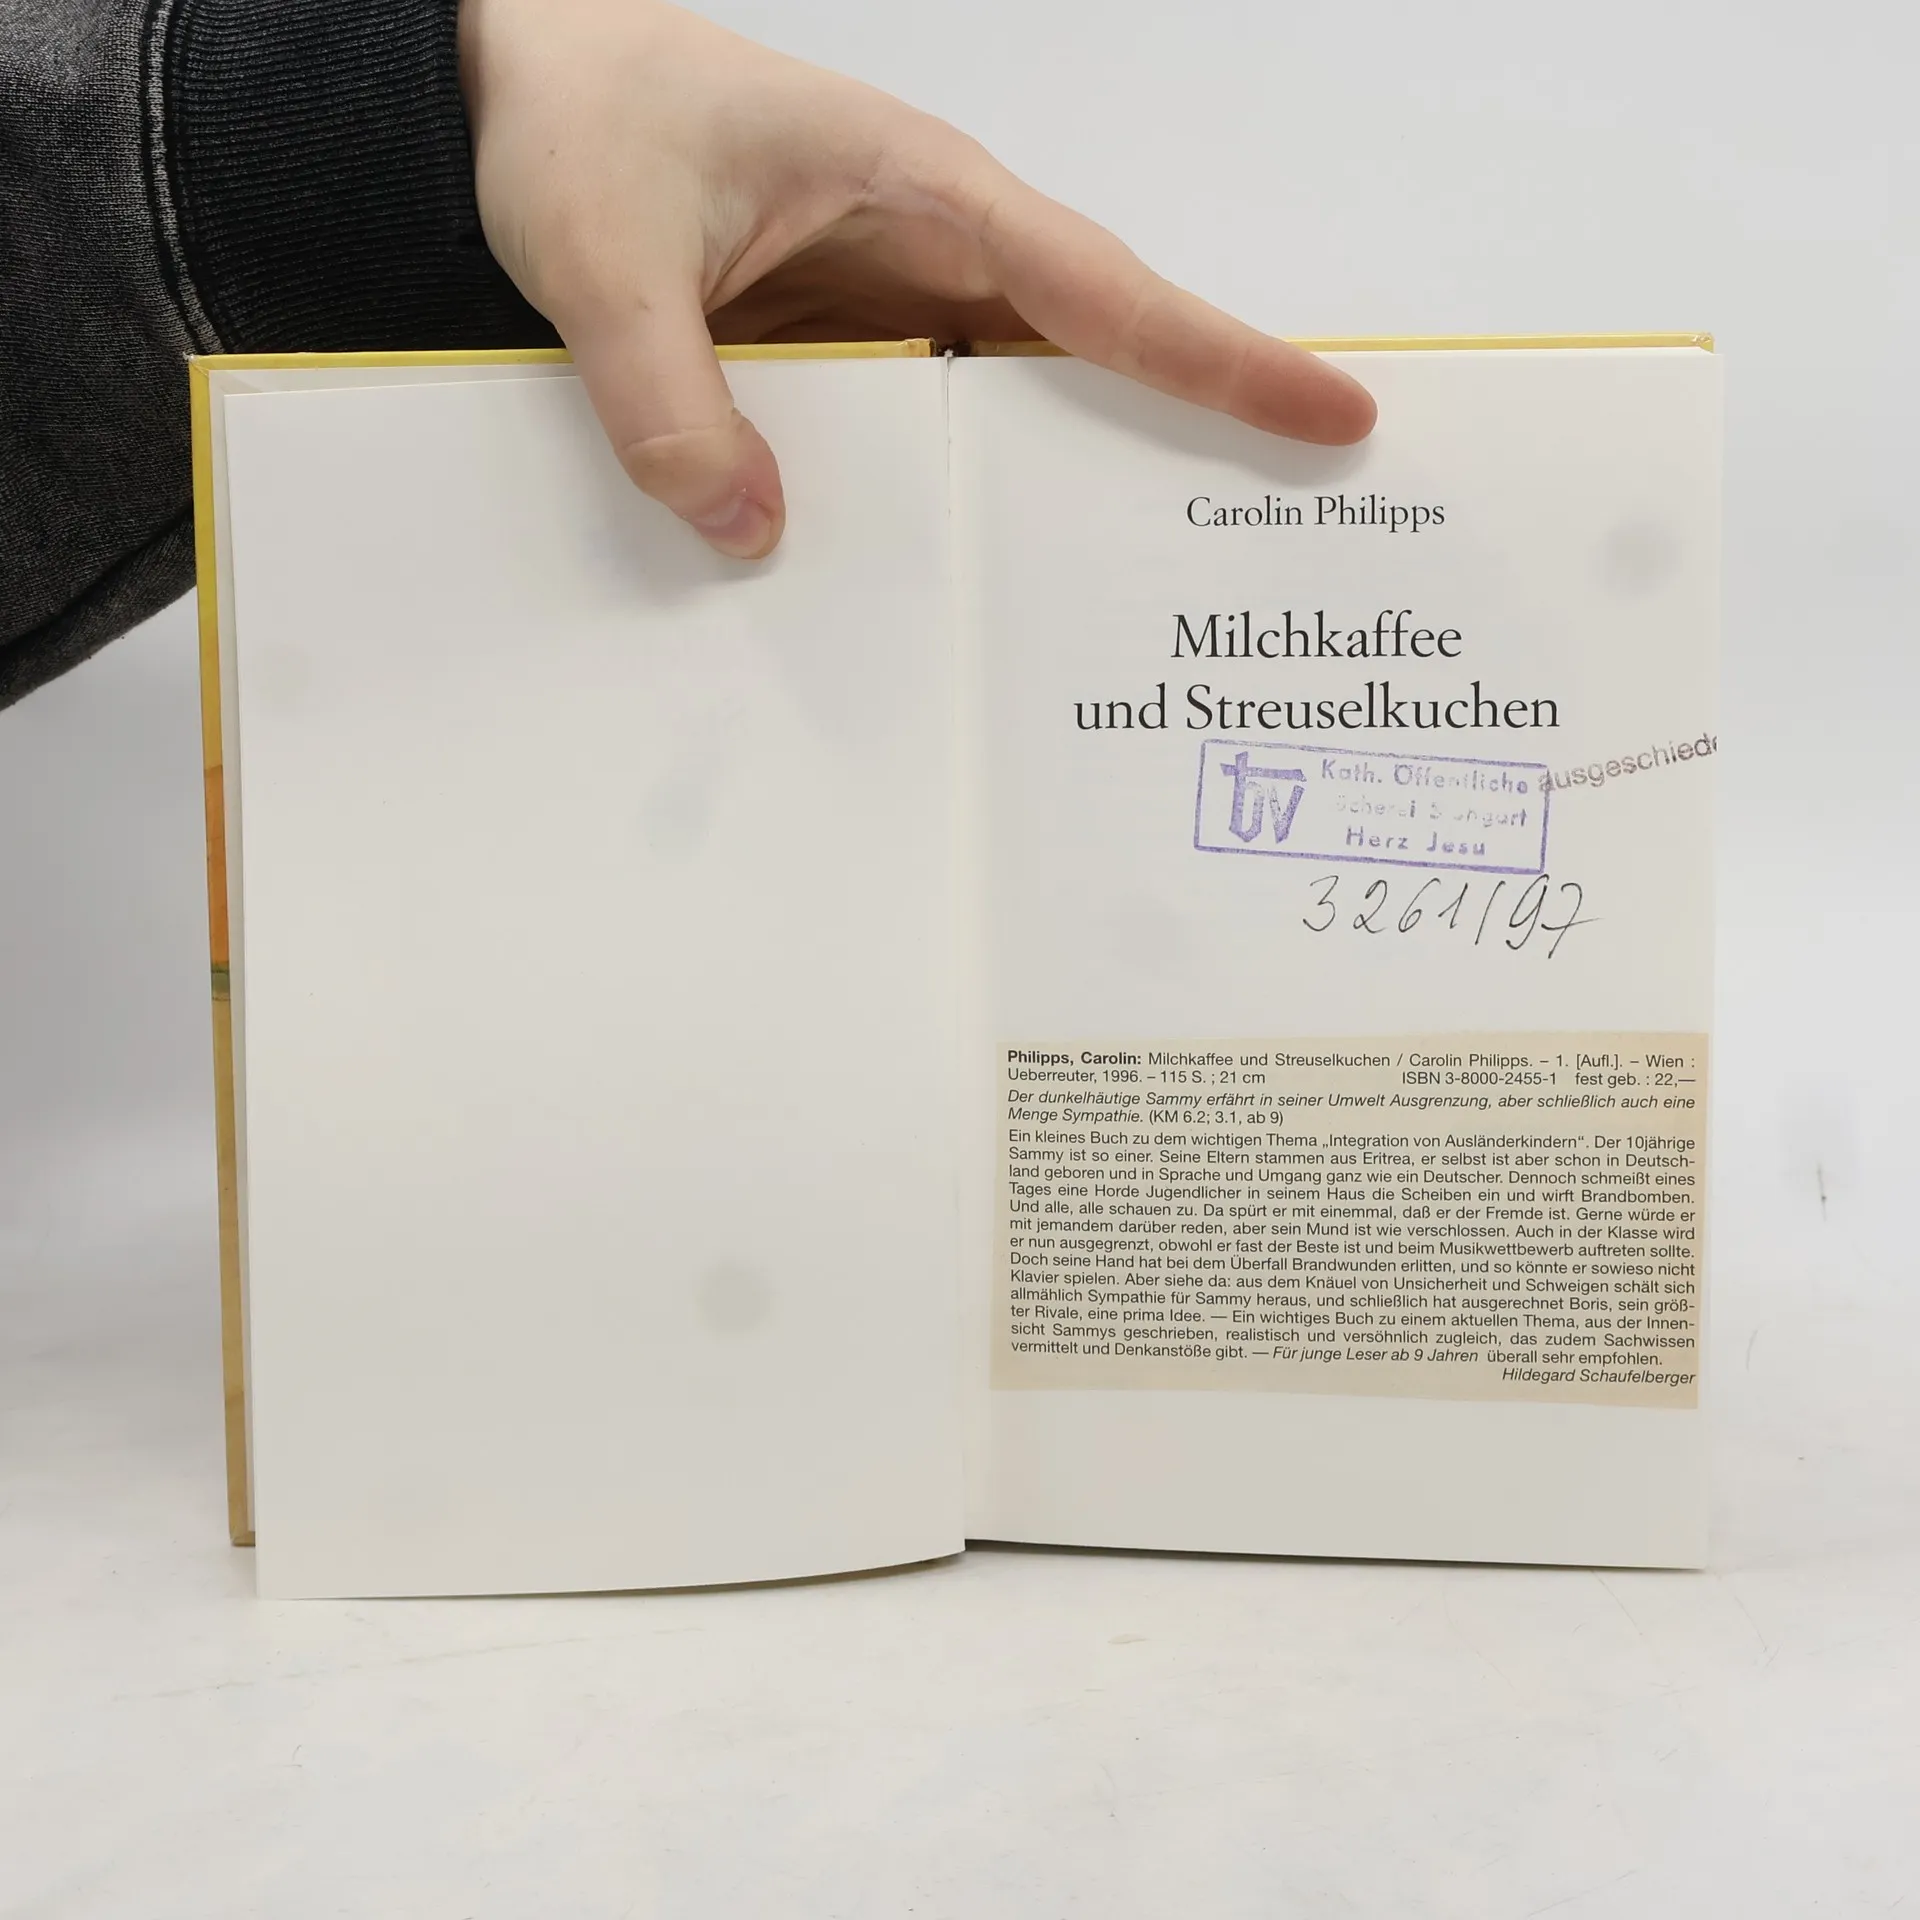 Carolin Philipps
Milchkaffee
und Streuselkuchen
ausgeschiede
Kath. Öffentliche
Herz Jesu
3261/97
Philipps, Carolin: Milchkaffee und Streuselkuchen / Carolin Philipps. – 1. [Aufl.]. – Wien :
Ueberreuter, 1996. – 115 S. ; 21 cm ISBN 3-8000-2455-1 fest geb. : 22,—
Der dunkelhäutige Sammy erfährt in seiner Umwelt Ausgrenzung, aber schließlich auch eine
Menge Sympathie. (KM 6.2; 3.1, ab 9)
Ein kleines Buch zu dem wichtigen Thema „Integration von Ausländerkindern“. Der 10jährige
Sammy ist so einer. Seine Eltern stammen aus Eritrea, er selbst ist aber schon in Deutsch-
land geboren und in Sprache und Umgang ganz wie ein Deutscher. Dennoch schmeißt eines
Tages eine Horde Jugendlicher in seinem Haus die Scheiben ein und wirft Brandbomben.
Und alle, alle schauen zu. Da spürt er mit einemmal, daß er der Fremde ist. Gerne würde er
mit jemandem darüber reden, aber sein Mund ist wie verschlossen. Auch in der Klasse wird
er nun ausgegrenzt, obwohl er fast der Beste ist und beim Musikwettbewerb auftreten sollte.
Doch seine Hand hat bei dem Überfall Brandwunden erlitten, und so könnte er sowieso nicht
Klavier spielen. Aber siehe da: aus dem Knäuel von Unsicherheit und Schweigen schält sich
allmählich Sympathie für Sammy heraus, und schließlich hat ausgerechnet Boris, sein größ-
ter Rivale, eine prima Idee. — Ein wichtiges Buch zu einem aktuellen Thema, aus der Innen-
sicht Sammys geschrieben, realistisch und versöhnlich zugleich, das zudem Sachwissen
vermittelt und Denkanstöße gibt. — Für junge Leser ab 9 Jahren überall sehr empfohlen.
Hildegard Schaufelberger